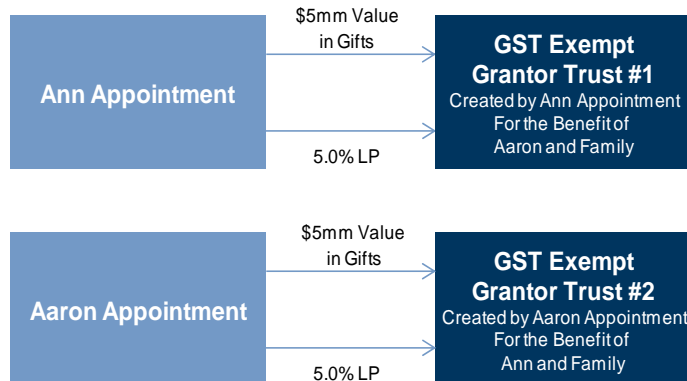 $5mm Value
in Gifts
Ann Appointment
5.0% LP
GST Exempt
Grantor Trust #1
Created by Ann Appointment
For the Benefit of
Aaron and Family
$5mm Value
in Gifts
Aaron Appointment
5.0% LP
GST Exempt
Grantor Trust #2
Created by Aaron Appointment
For the Benefit of
Ann and Family